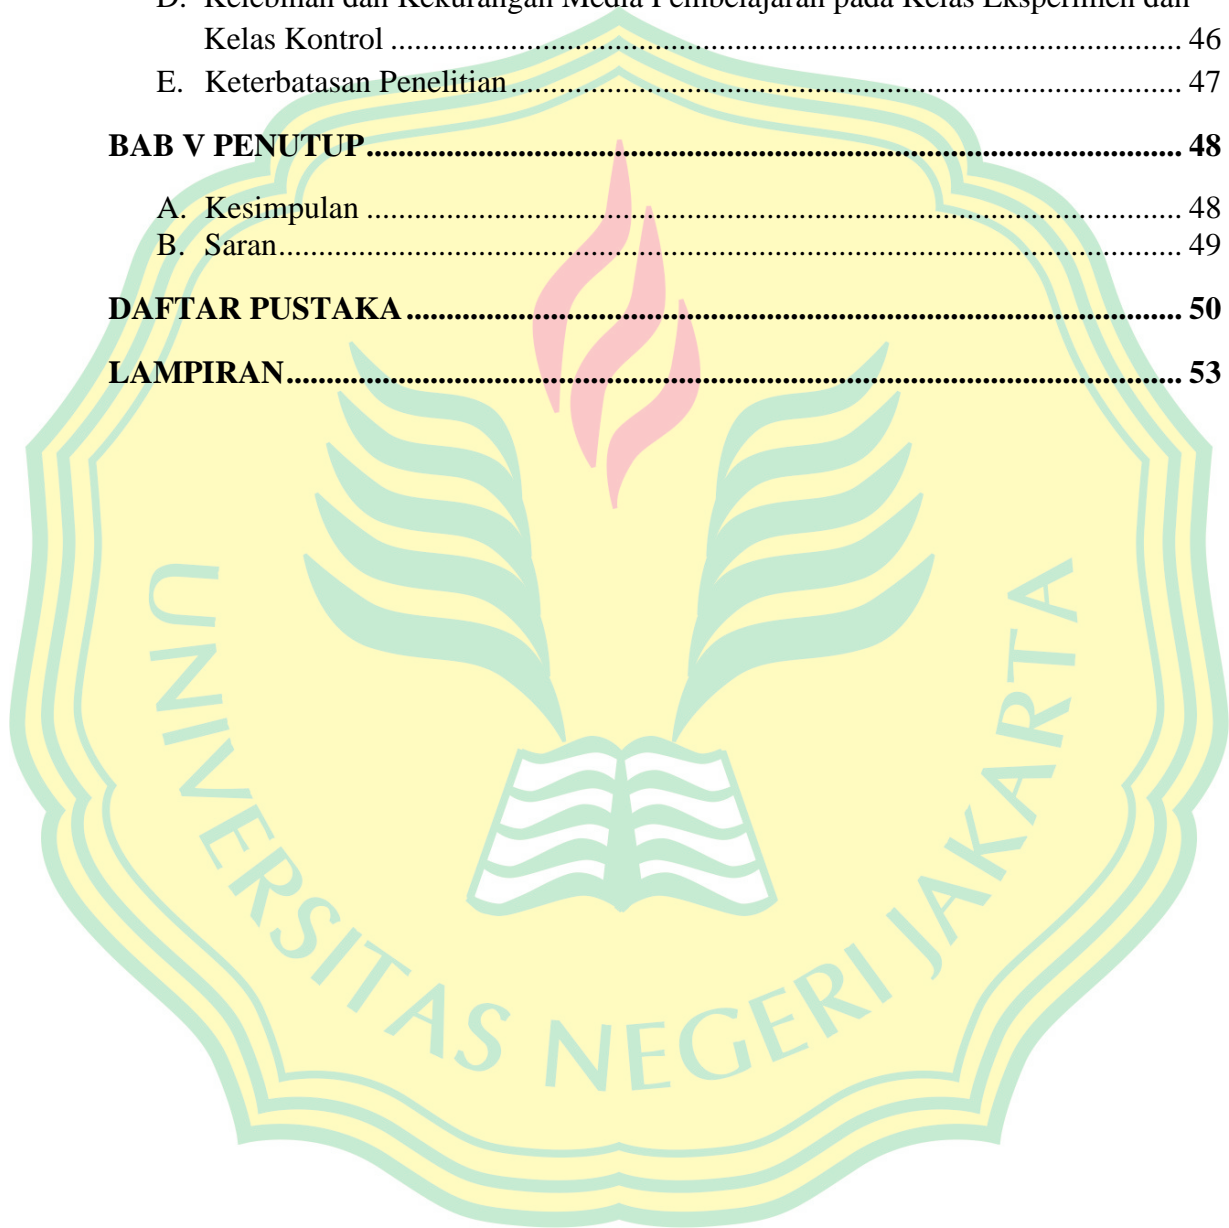 D. Kelebihan dan Kekurangan Media Pembelajaran pada Kelas Eksperimen dan
Kelas Kontrol ........ 46
E. Keterbatasan Penelitian ........ 47
BAB V PENUTUP ........ 48
A. Kesimpulan ........ 48
B. Saran ........ 49
DAFTAR PUSTAKA ........ 50
LAMPIRAN ........ 53
UNIVERSITAS NEGERI JAKARTA